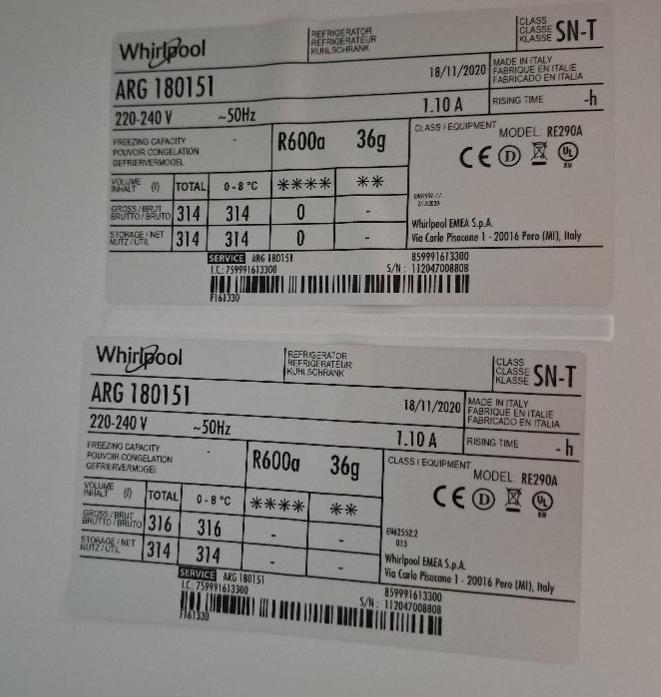 Whirlpool
REFRIGERATOR
REFRIGERATEUR
KUHLSCHRANK
CLASS
CLASSE
KLASSE
SN-T
ARG 180151
18/11/2020
MADE IN ITALY
FABRIQUE EN ITALIE
FABRICADO EN ITALIA
220-240 V ~50Hz
1.10 A
RISING TIME -h
FREEZING CAPACITY
POUVOIR CONGELATION
GEFRIERVERMOGEL
-
R600a 36g
CLASS I EQUIPMENT
MODEL: RE290A
CE D UL
EU
VOLUME
INHALT (l)
TOTAL 0-8 °C **** **
GROSS/BRUT
BRUTTO/BRUTO
314 314 0 -
STORAGE/NET
NUTZ/UTIL
314 314 0 -
Whirlpool EMEA S.p.A.
Via Carlo Pisacane 1 - 20016 Pero (MI), Italy
SERVICE ARG 180151
859991613300
I.C.: 759991613300
S/N: 112047008808
F161330
Whirlpool
REFRIGERATOR
REFRIGERATEUR
KUHLSCHRANK
CLASS
CLASSE
KLASSE
SN-T
ARG 180151
18/11/2020
MADE IN ITALY
FABRIQUE EN ITALIE
FABRICADO EN ITALIA
220-240 V ~50Hz
1.10 A
RISING TIME - h
FREEZING CAPACITY
POUVOIR CONGELATION
GEFRIERVERMOGEL
R600a 36g
CLASS I EQUIPMENT
MODEL: RE290A
CE D UL
EU
VOLUME
INHALT (l)
TOTAL 0-8 °C **** **
GROSS/BRUT
BRUTTO/BRUTO
316 316 - -
STORAGE/NET
NUTZ/UTIL
314 314 - -
EN62552:2
013
Whirlpool EMEA S.p.A.
Via Carlo Pisacane 1 - 20016 Pero (MI), Italy
SERVICE ARG 180151
859991613300
I.C.: 759991613300
S/N: 112047008808
F161330